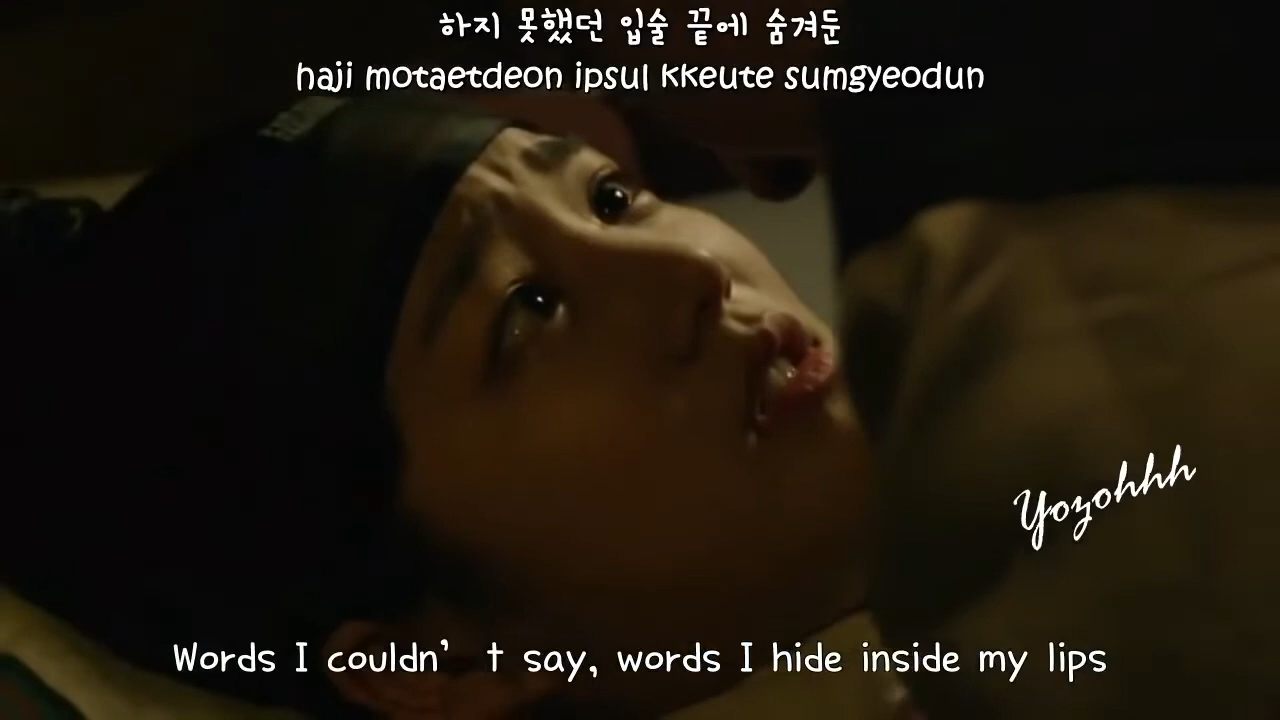 하지 못했던 입술 끝에 숨겨둔
haji motaetdeon ipsul kkeute sumgyeodun
Yozohhh
Words I couldn't say, words I hide inside my lips